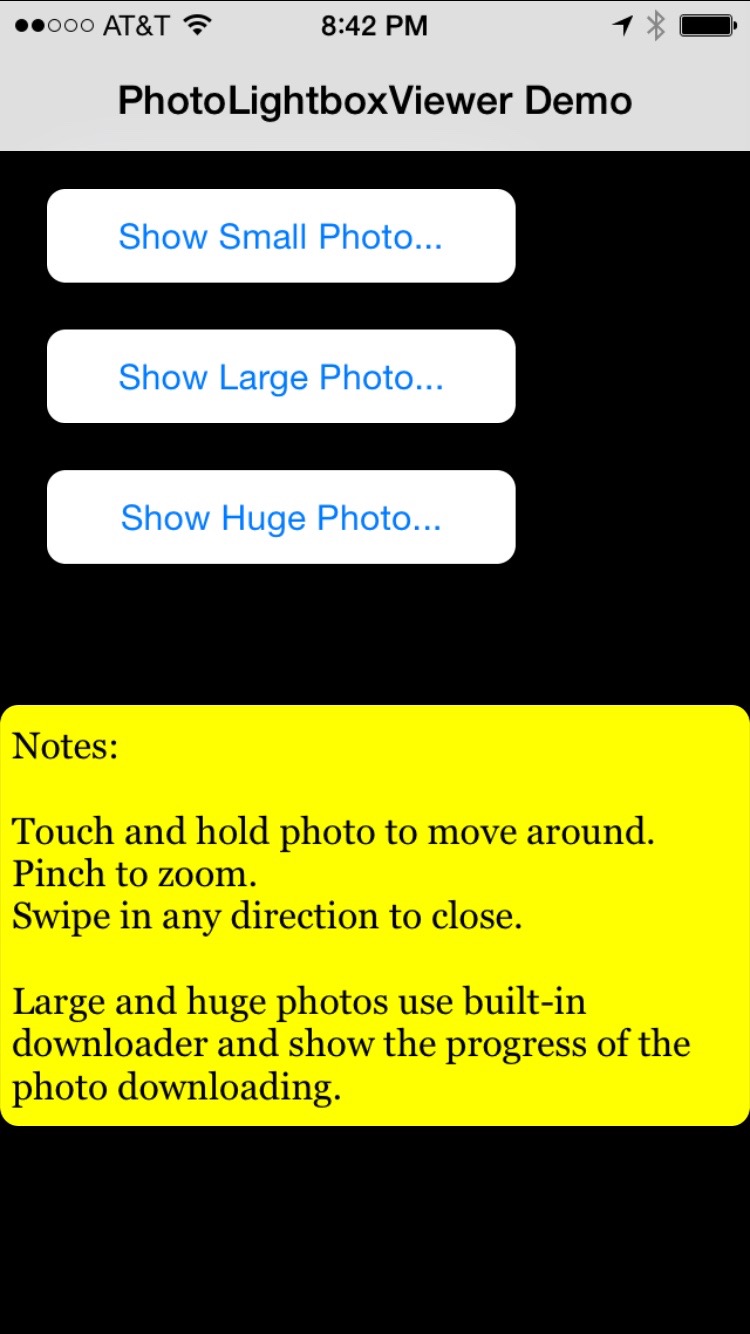 AT&T 8:42 PM
PhotoLightboxViewer Demo
Show Small Photo...
Show Large Photo...
Show Huge Photo...
Notes:
Touch and hold photo to move around.
Pinch to zoom.
Swipe in any direction to close.
Large and huge photos use built-in
downloader and show the progress of the
photo downloading.